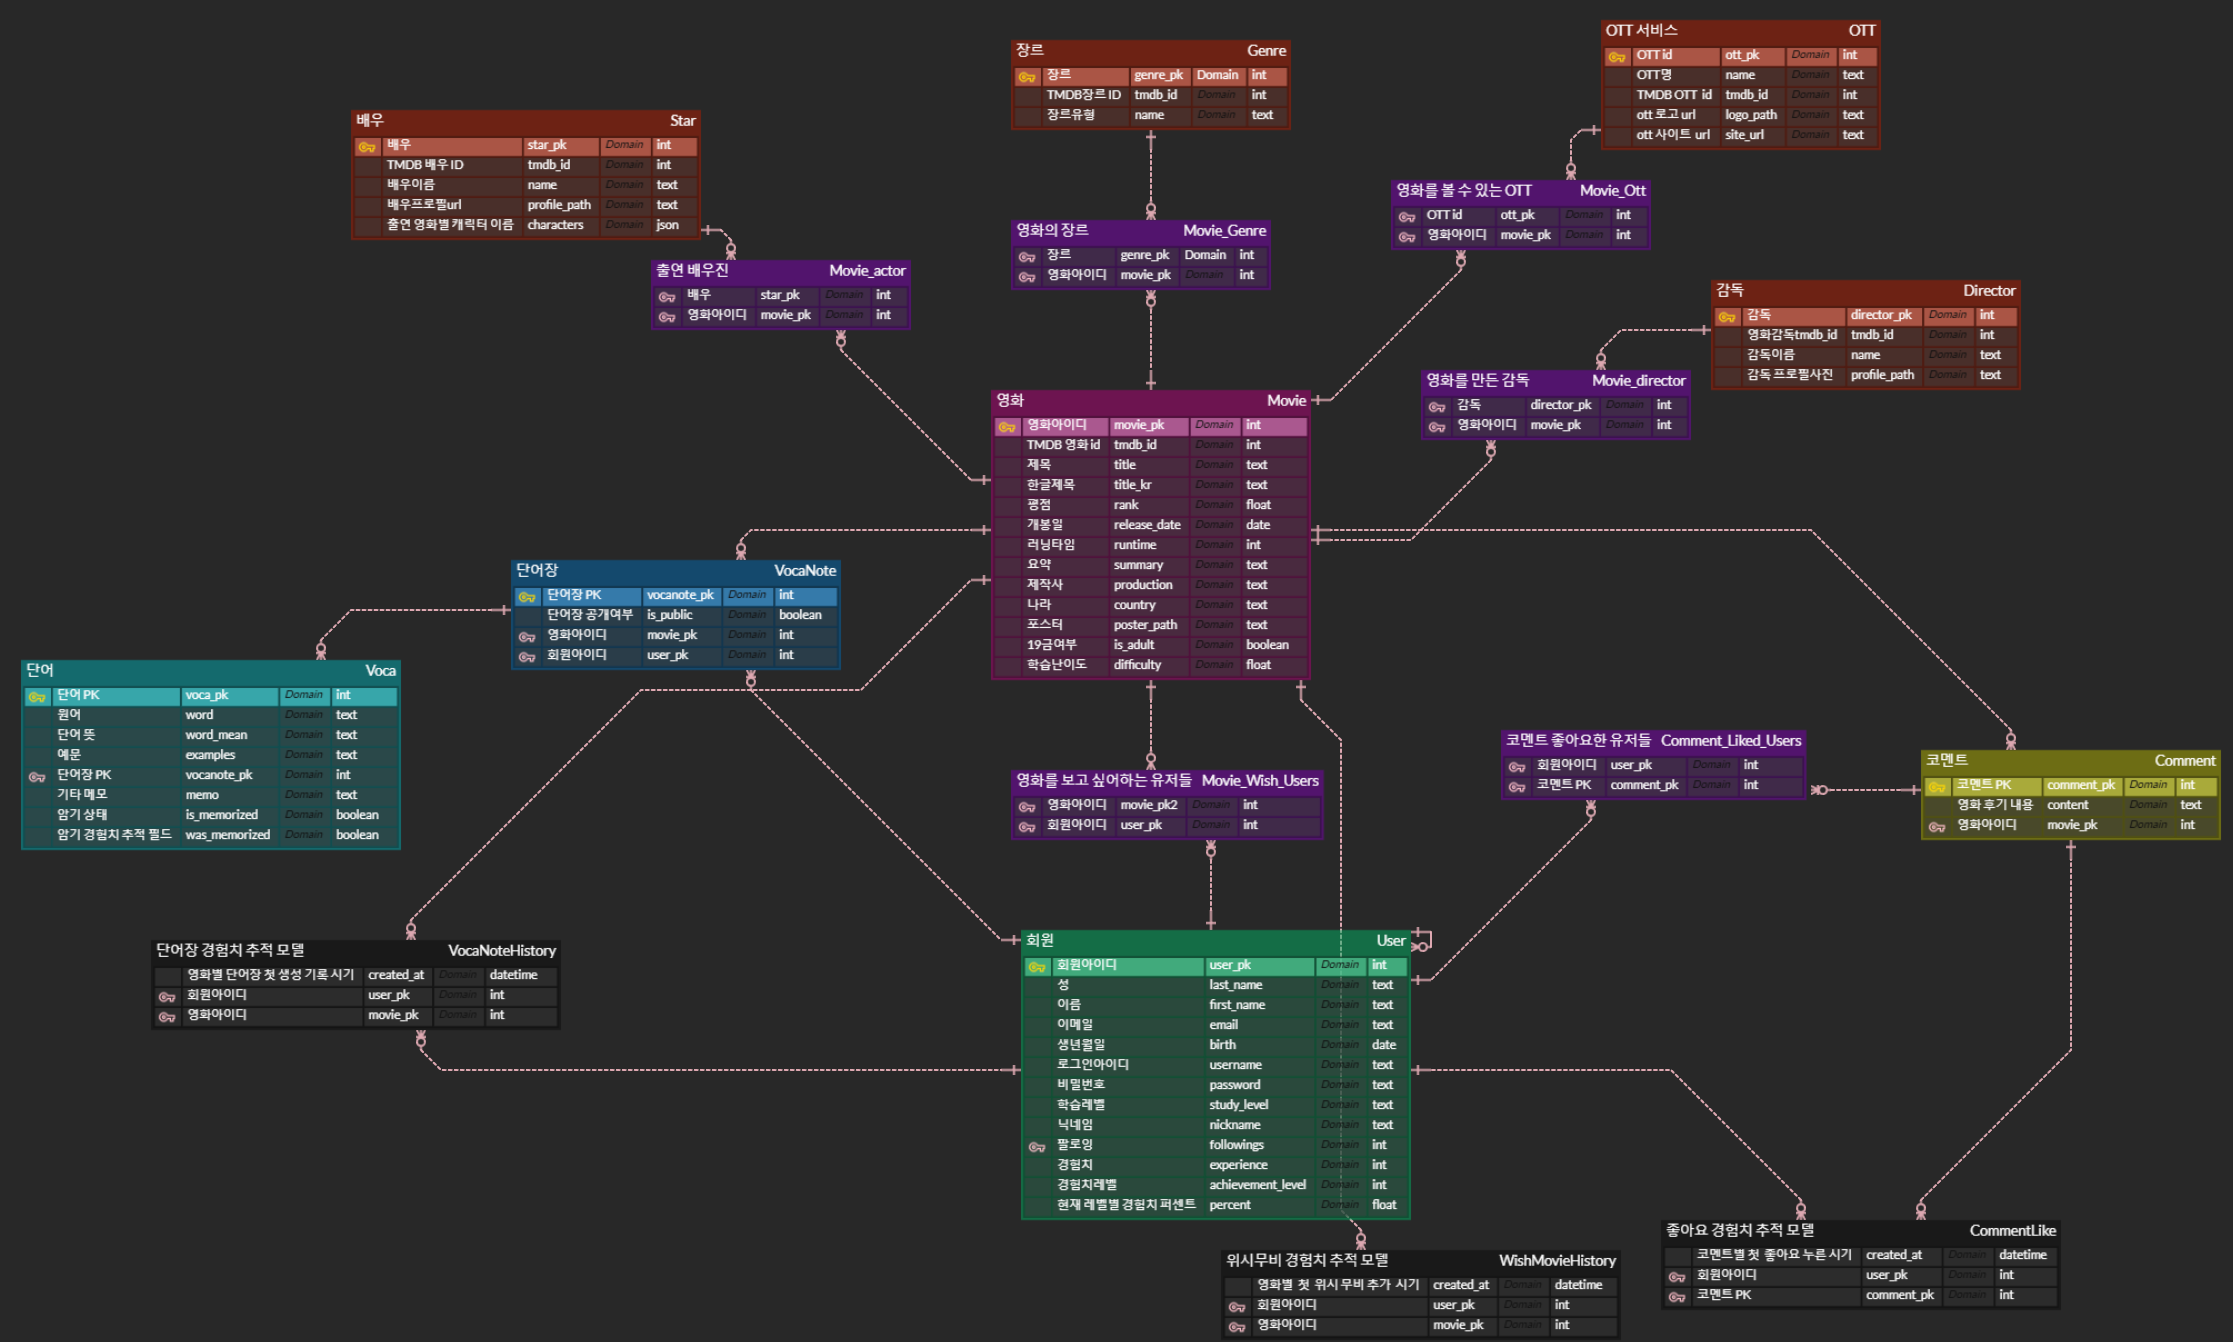 OTT 서비스 OTT
OTT id ott_pk Domain int
OTT명 name Domain text
TMDB OTT id tmdb_id Domain int
ott 로고 url logo_path Domain text
ott 사이트 url site_url Domain text
장르 Genre
장르 genre_pk Domain int
TMDB장르 ID tmdb_id Domain int
장르유형 name Domain text
배우 Star
배우 star_pk Domain int
TMDB 배우 ID tmdb_id Domain int
배우이름 name Domain text
배우프로필url profile_path Domain text
출연 영화별 캐릭터 이름 characters Domain json
영화를 볼 수 있는 OTT Movie_Ott
OTT id ott_pk Domain int
영화아이디 movie_pk Domain int
영화의 장르 Movie_Genre
장르 genre_pk Domain int
영화아이디 movie_pk Domain int
출연 배우진 Movie_actor
배우 star_pk Domain int
영화아이디 movie_pk Domain int
감독 Director
감독 director_pk Domain int
영화감독tmdb_id tmdb_id Domain int
감독이름 name Domain text
감독 프로필사진 profile_path Domain text
영화를 만든 감독 Movie_director
감독 director_pk Domain int
영화아이디 movie_pk Domain int
영화 Movie
영화아이디 movie_pk Domain int
TMDB 영화 id tmdb_id Domain int
제목 title Domain text
한글제목 title_kr Domain text
평점 rank Domain float
개봉일 release_date Domain date
러닝타임 runtime Domain int
요약 summary Domain text
제작사 production Domain text
나라 country Domain text
포스터 poster_path Domain text
19금여부 is_adult Domain boolean
학습난이도 difficulty Domain float
단어장 VocaNote
단어장 PK vocanote_pk Domain int
단어장 공개여부 is_public Domain boolean
영화아이디 movie_pk Domain int
회원아이디 user_pk Domain int
단어 Voca
단어 PK voca_pk Domain int
원어 word Domain text
단어 뜻 word_mean Domain text
예문 examples Domain text
단어장 PK vocanote_pk Domain int
기타 메모 memo Domain text
암기 상태 is_memorized Domain boolean
암기 경험치 추적 필드 was_memorized Domain boolean
코멘트 좋아요한 유저들 Comment_Liked_Users
회원아이디 user_pk Domain int
코멘트 PK comment_pk Domain int
코멘트 Comment
코멘트 PK comment_pk Domain int
영화 후기 내용 content Domain text
영화아이디 movie_pk Domain int
영화를 보고 싶어하는 유저들 Movie_Wish_Users
영화아이디 movie_pk2 Domain int
회원아이디 user_pk Domain int
단어장 경험치 추적 모델 VocaNoteHistory
영화별 단어장 첫 생성 기록 시기 created_at Domain datetime
회원아이디 user_pk Domain int
영화아이디 movie_pk Domain int
회원 User
회원아이디 user_pk Domain int
성 last_name Domain text
이름 first_name Domain text
이메일 email Domain text
생년월일 birth Domain date
로그인아이디 username Domain text
비밀번호 password Domain text
학습레벨 study_level Domain text
닉네임 nickname Domain text
팔로잉 followings Domain int
경험치 experience Domain int
경험치레벨 achievement_level Domain int
현재 레벨별 경험치 퍼센트 percent Domain float
위시무비 경험치 추적 모델 WishMovieHistory
영화별 첫 위시 무비 추가 시기 created_at Domain datetime
회원아이디 user_pk Domain int
영화아이디 movie_pk Domain int
좋아요 경험치 추적 모델 CommentLike
코멘트별 첫 좋아요 누른 시기 created_at Domain datetime
회원아이디 user_pk Domain int
코멘트 PK comment_pk Domain int